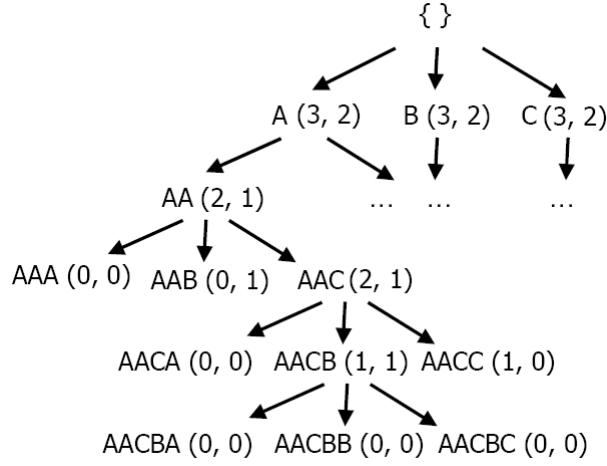 { }
A (3, 2) B (3, 2) C (3, 2)
AA (2, 1) ... ... ...
AAA (0, 0) AAB (0, 1) AAC (2, 1)
AACA (0, 0) AACB (1, 1) AACC (1, 0)
AACBA (0, 0) AACBB (0, 0) AACBC (0, 0)